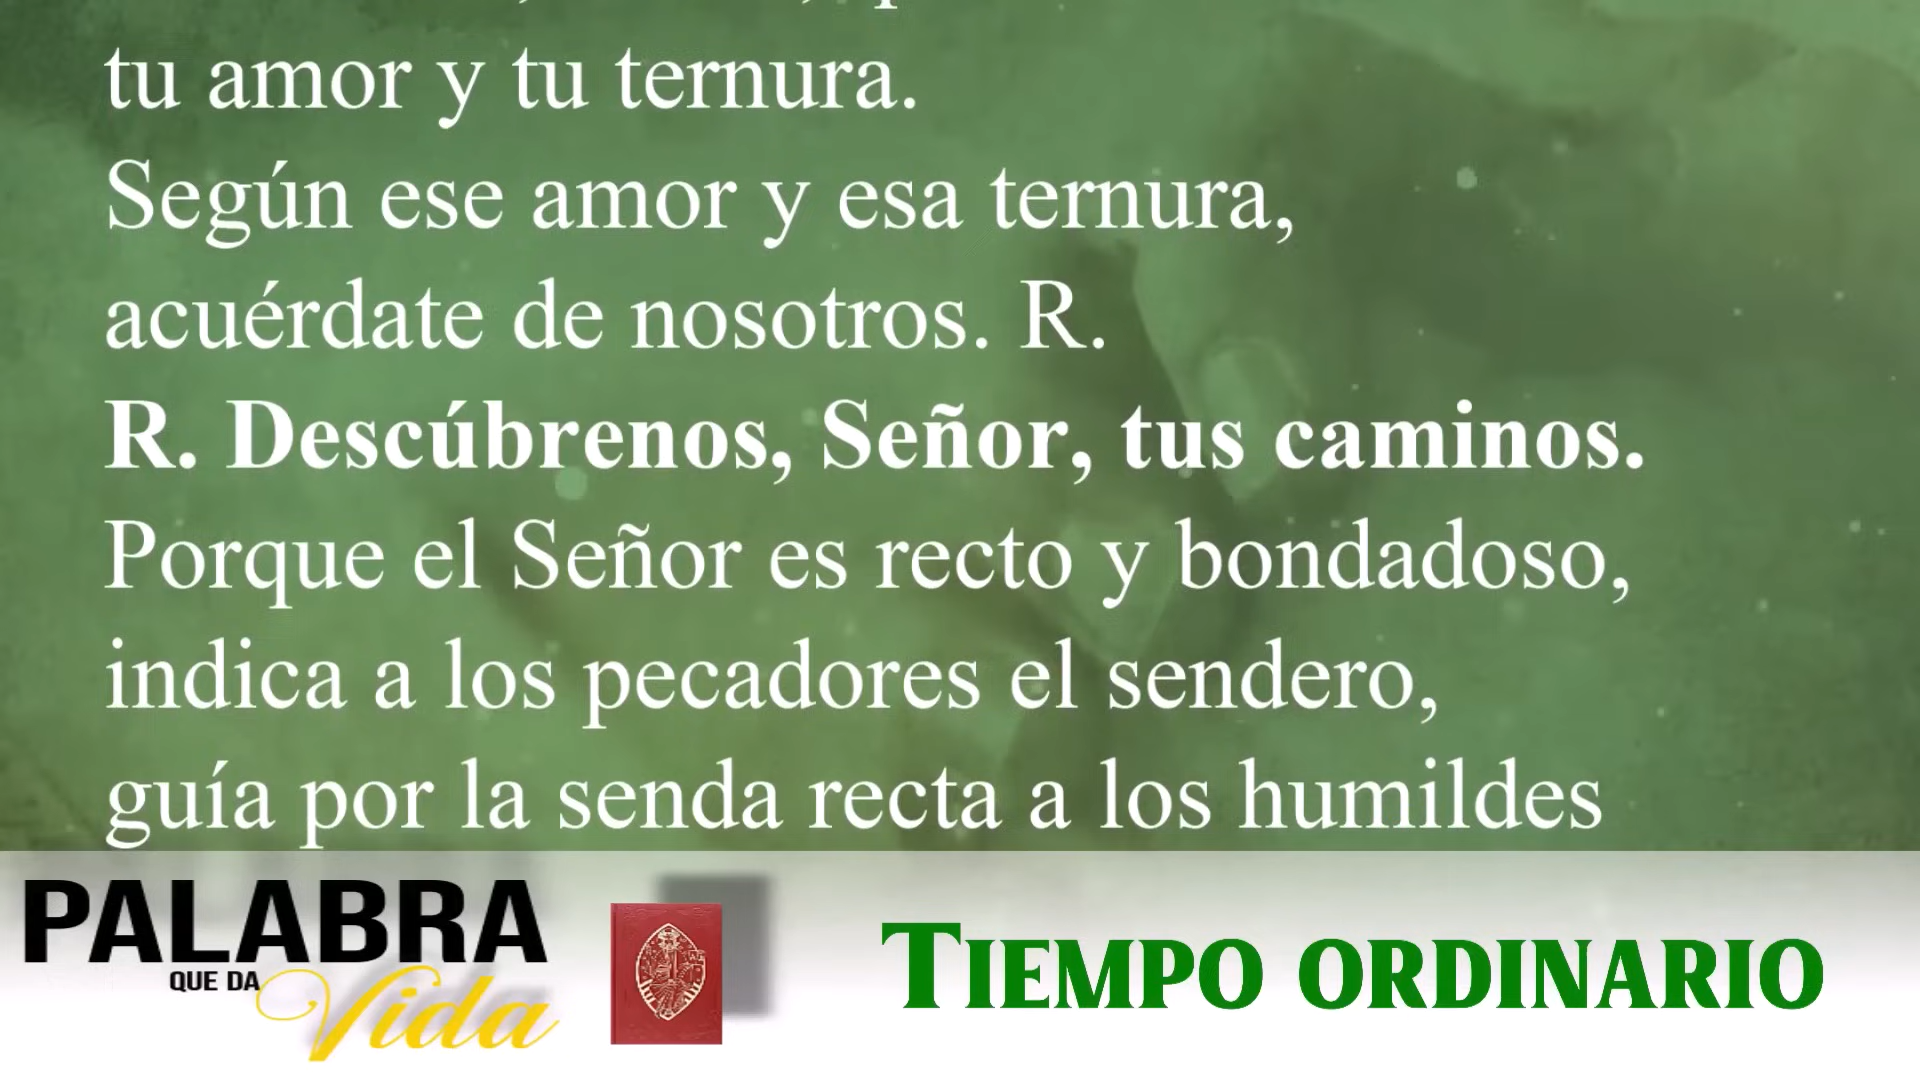 tu amor y tu ternura.
Según ese amor y esa ternura,
acuérdate de nosotros. R.
R. Descúbrenos, Señor, tus caminos.
Porque el Señor es recto y bondadoso,
indica a los pecadores el sendero,
guía por la senda recta a los humildes
PALABRA
QUE DA
Vida
TIEMPO ORDINARIO